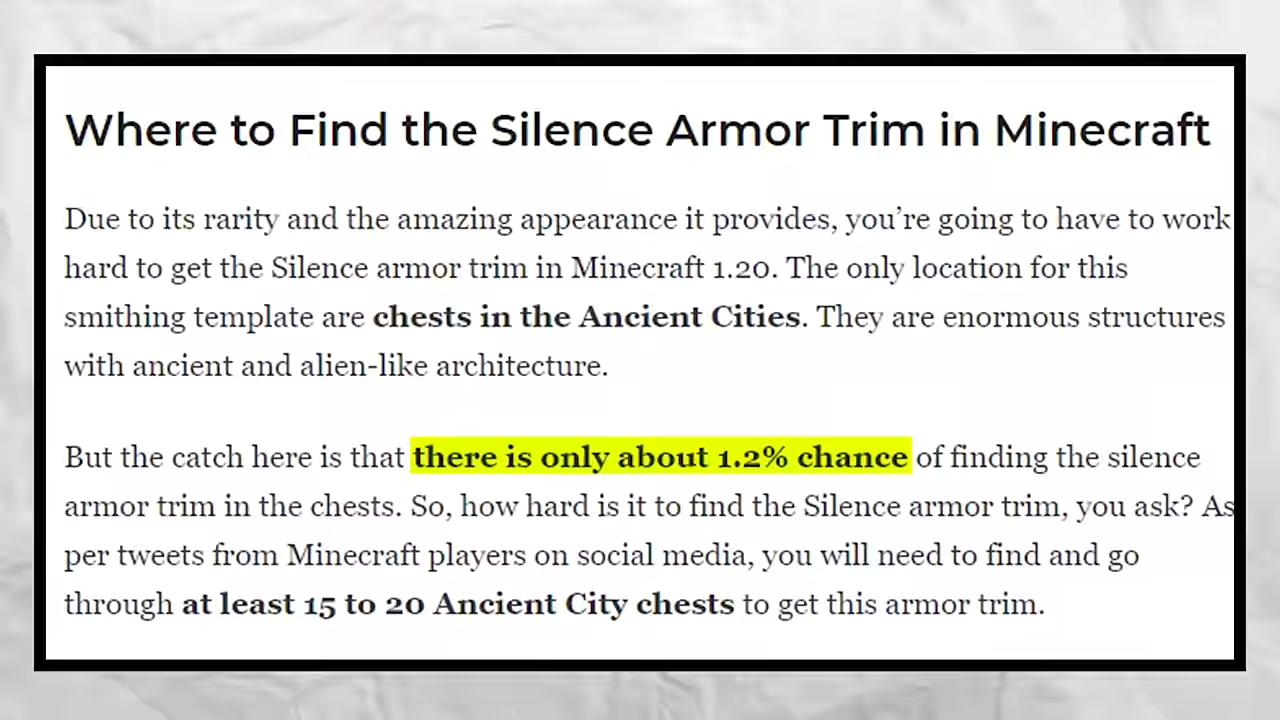 Where to Find the Silence Armor Trim in Minecraft
Due to its rarity and the amazing appearance it provides, you’re going to have to work
hard to get the Silence armor trim in Minecraft 1.20. The only location for this
smithing template are chests in the Ancient Cities. They are enormous structures
with ancient and alien-like architecture.
But the catch here is that there is only about 1.2% chance of finding the silence
armor trim in the chests. So, how hard is it to find the Silence armor trim, you ask? As
per tweets from Minecraft players on social media, you will need to find and go
through at least 15 to 20 Ancient City chests to get this armor trim.